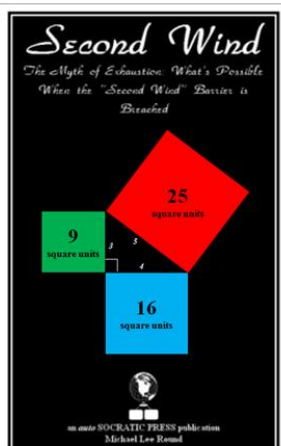 Second Wind
The Myth of Exhaustion: What's Possible
When the "Second Wind" Barrier is
Breached
25
square units
9
square units
3
5
4
16
square units
an auto SOCRATIC PRESS publication
Michael Lee Round